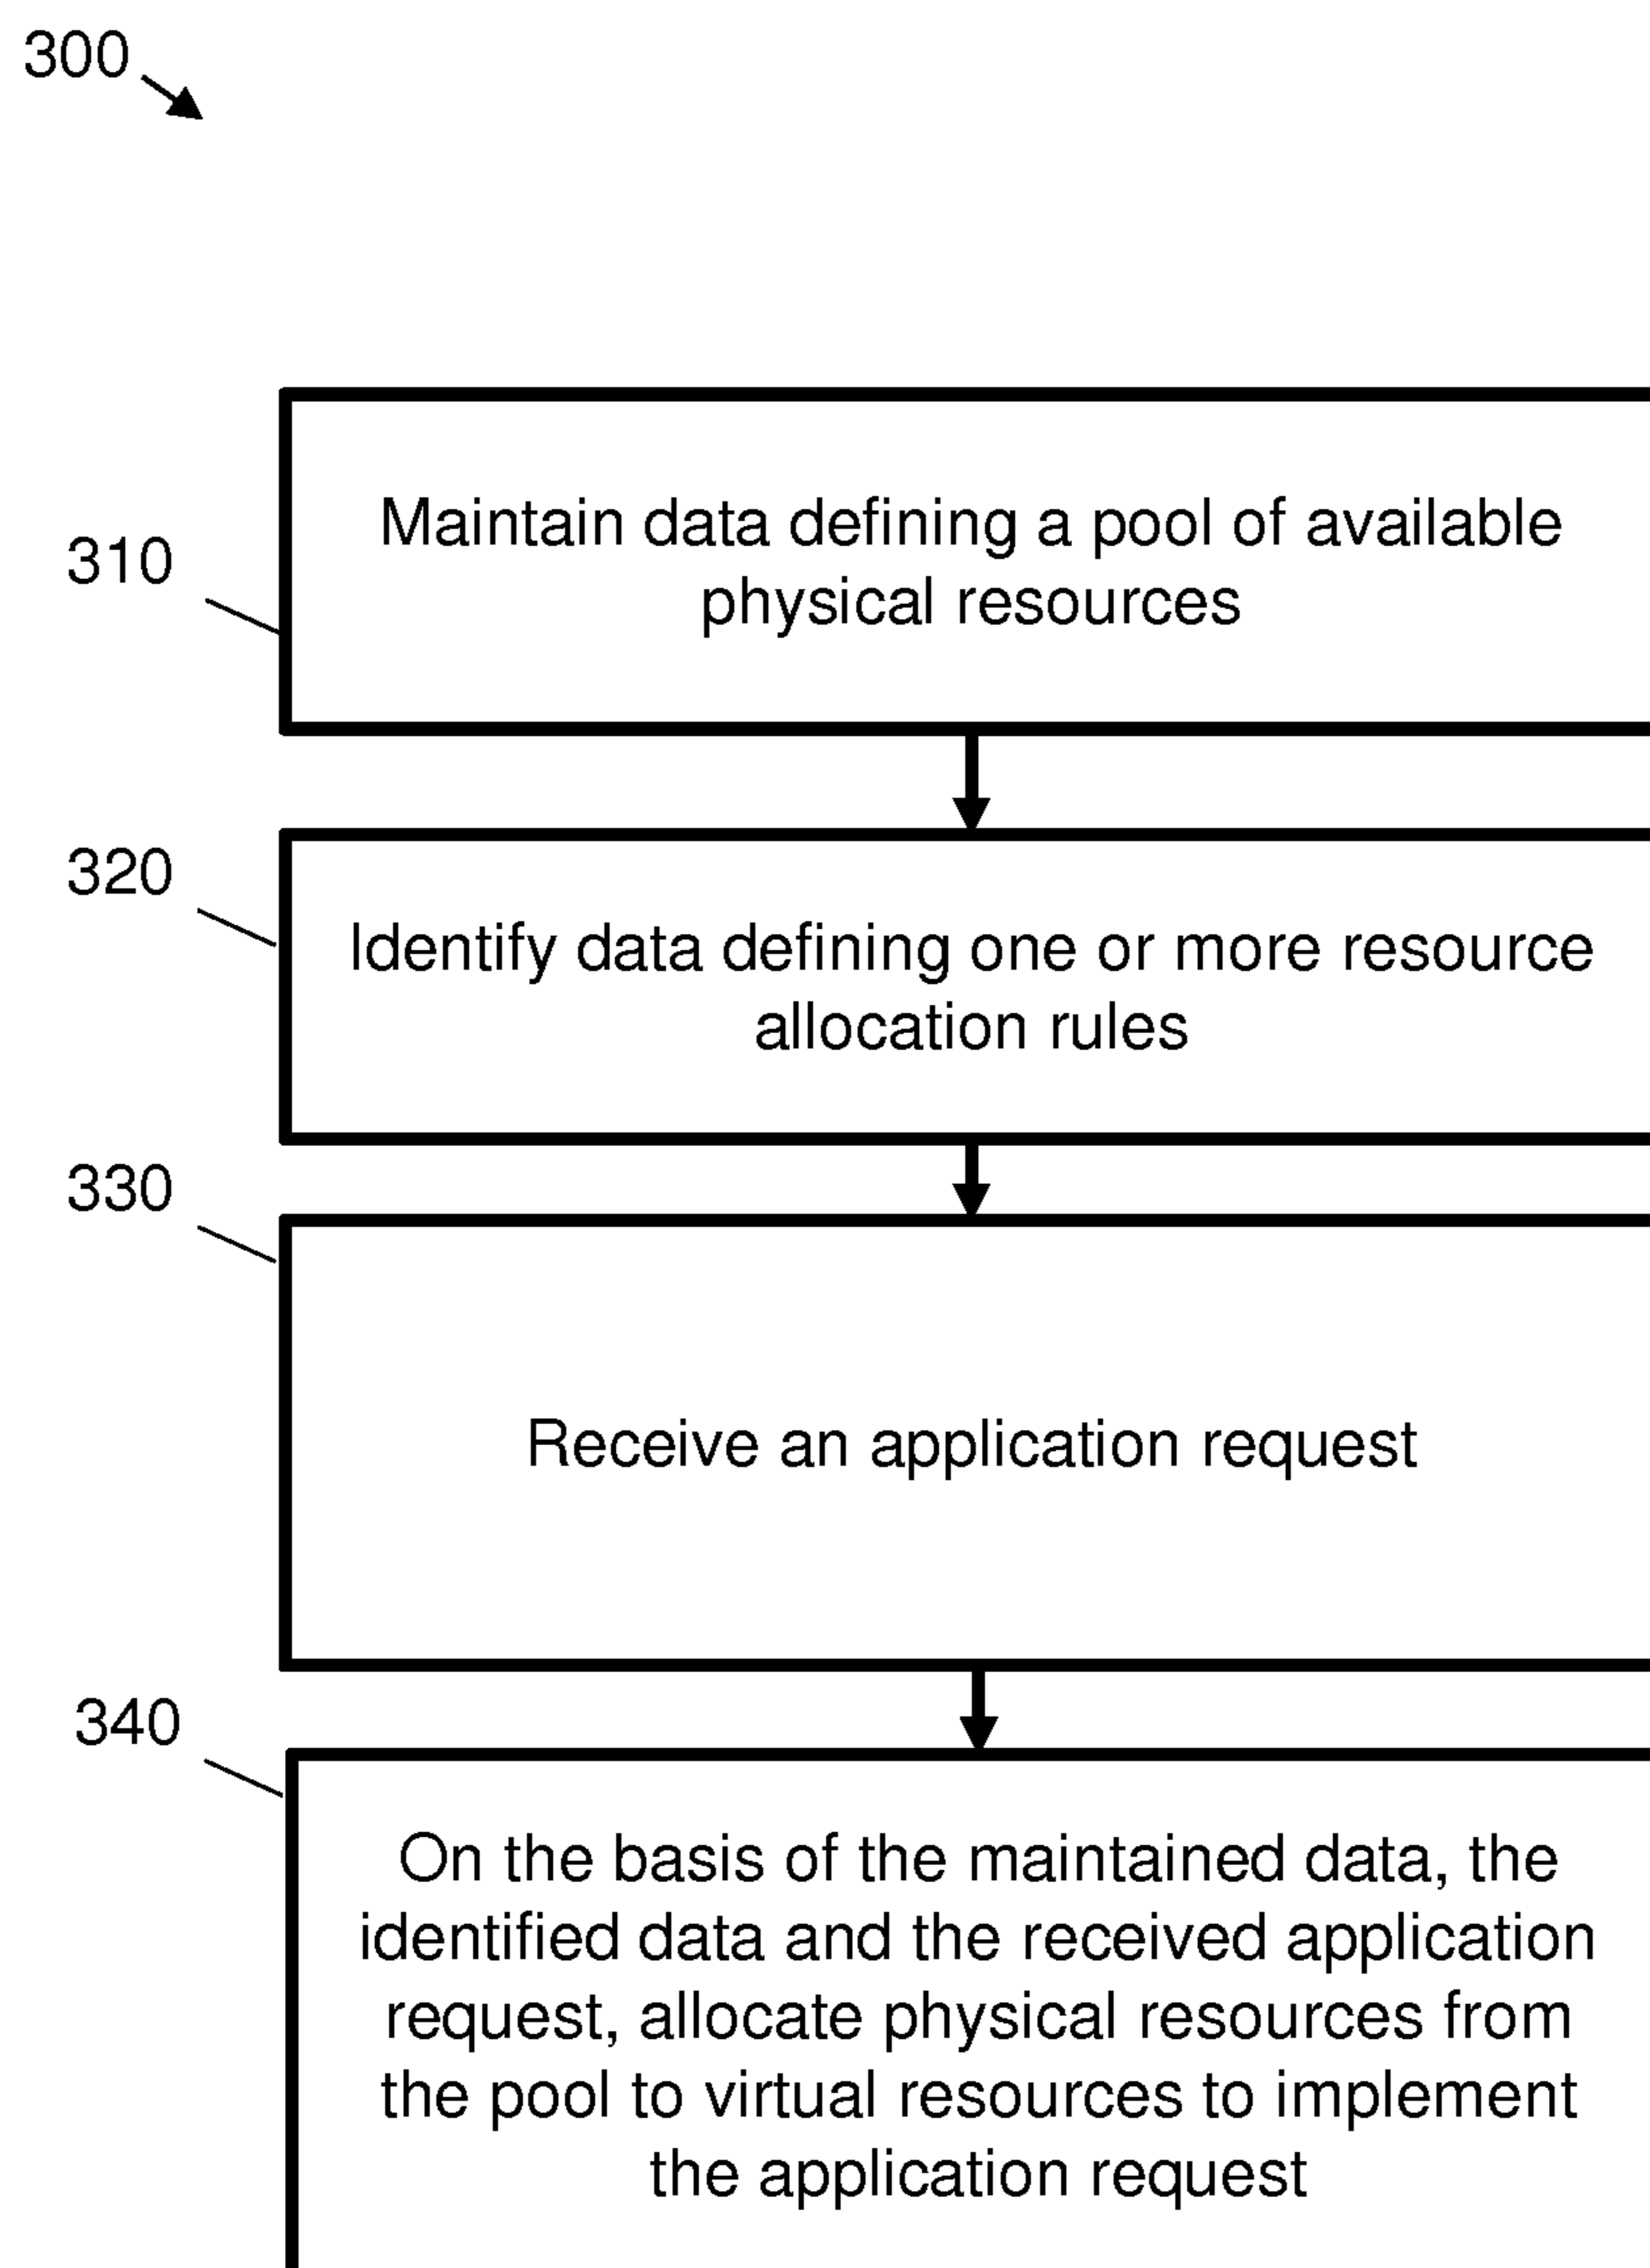 300
310
Maintain data defining a pool of available
physical resources
320
Identify data defining one or more resource
allocation rules
330
Receive an application request
340
On the basis of the maintained data, the
identified data and the received application
request, allocate physical resources from
the pool to virtual resources to implement
the application request